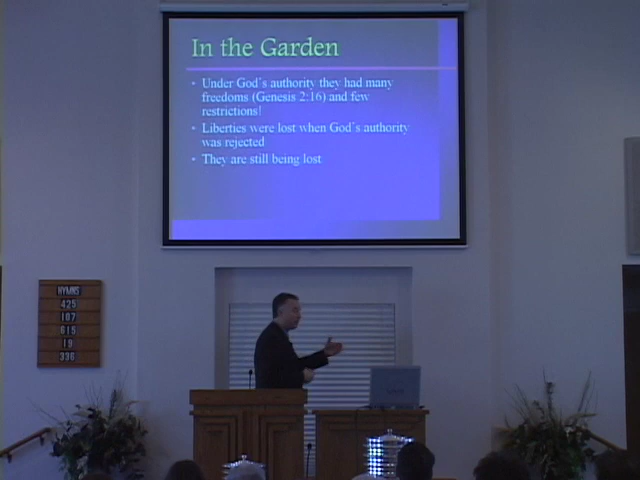 In the Garden
• Under God's authority they had many
freedoms (Genesis 2:16) and few
restrictions!
• Liberties were lost when God's authority
was rejected
• They are still being lost
HYMNS
425
187
615
19
336